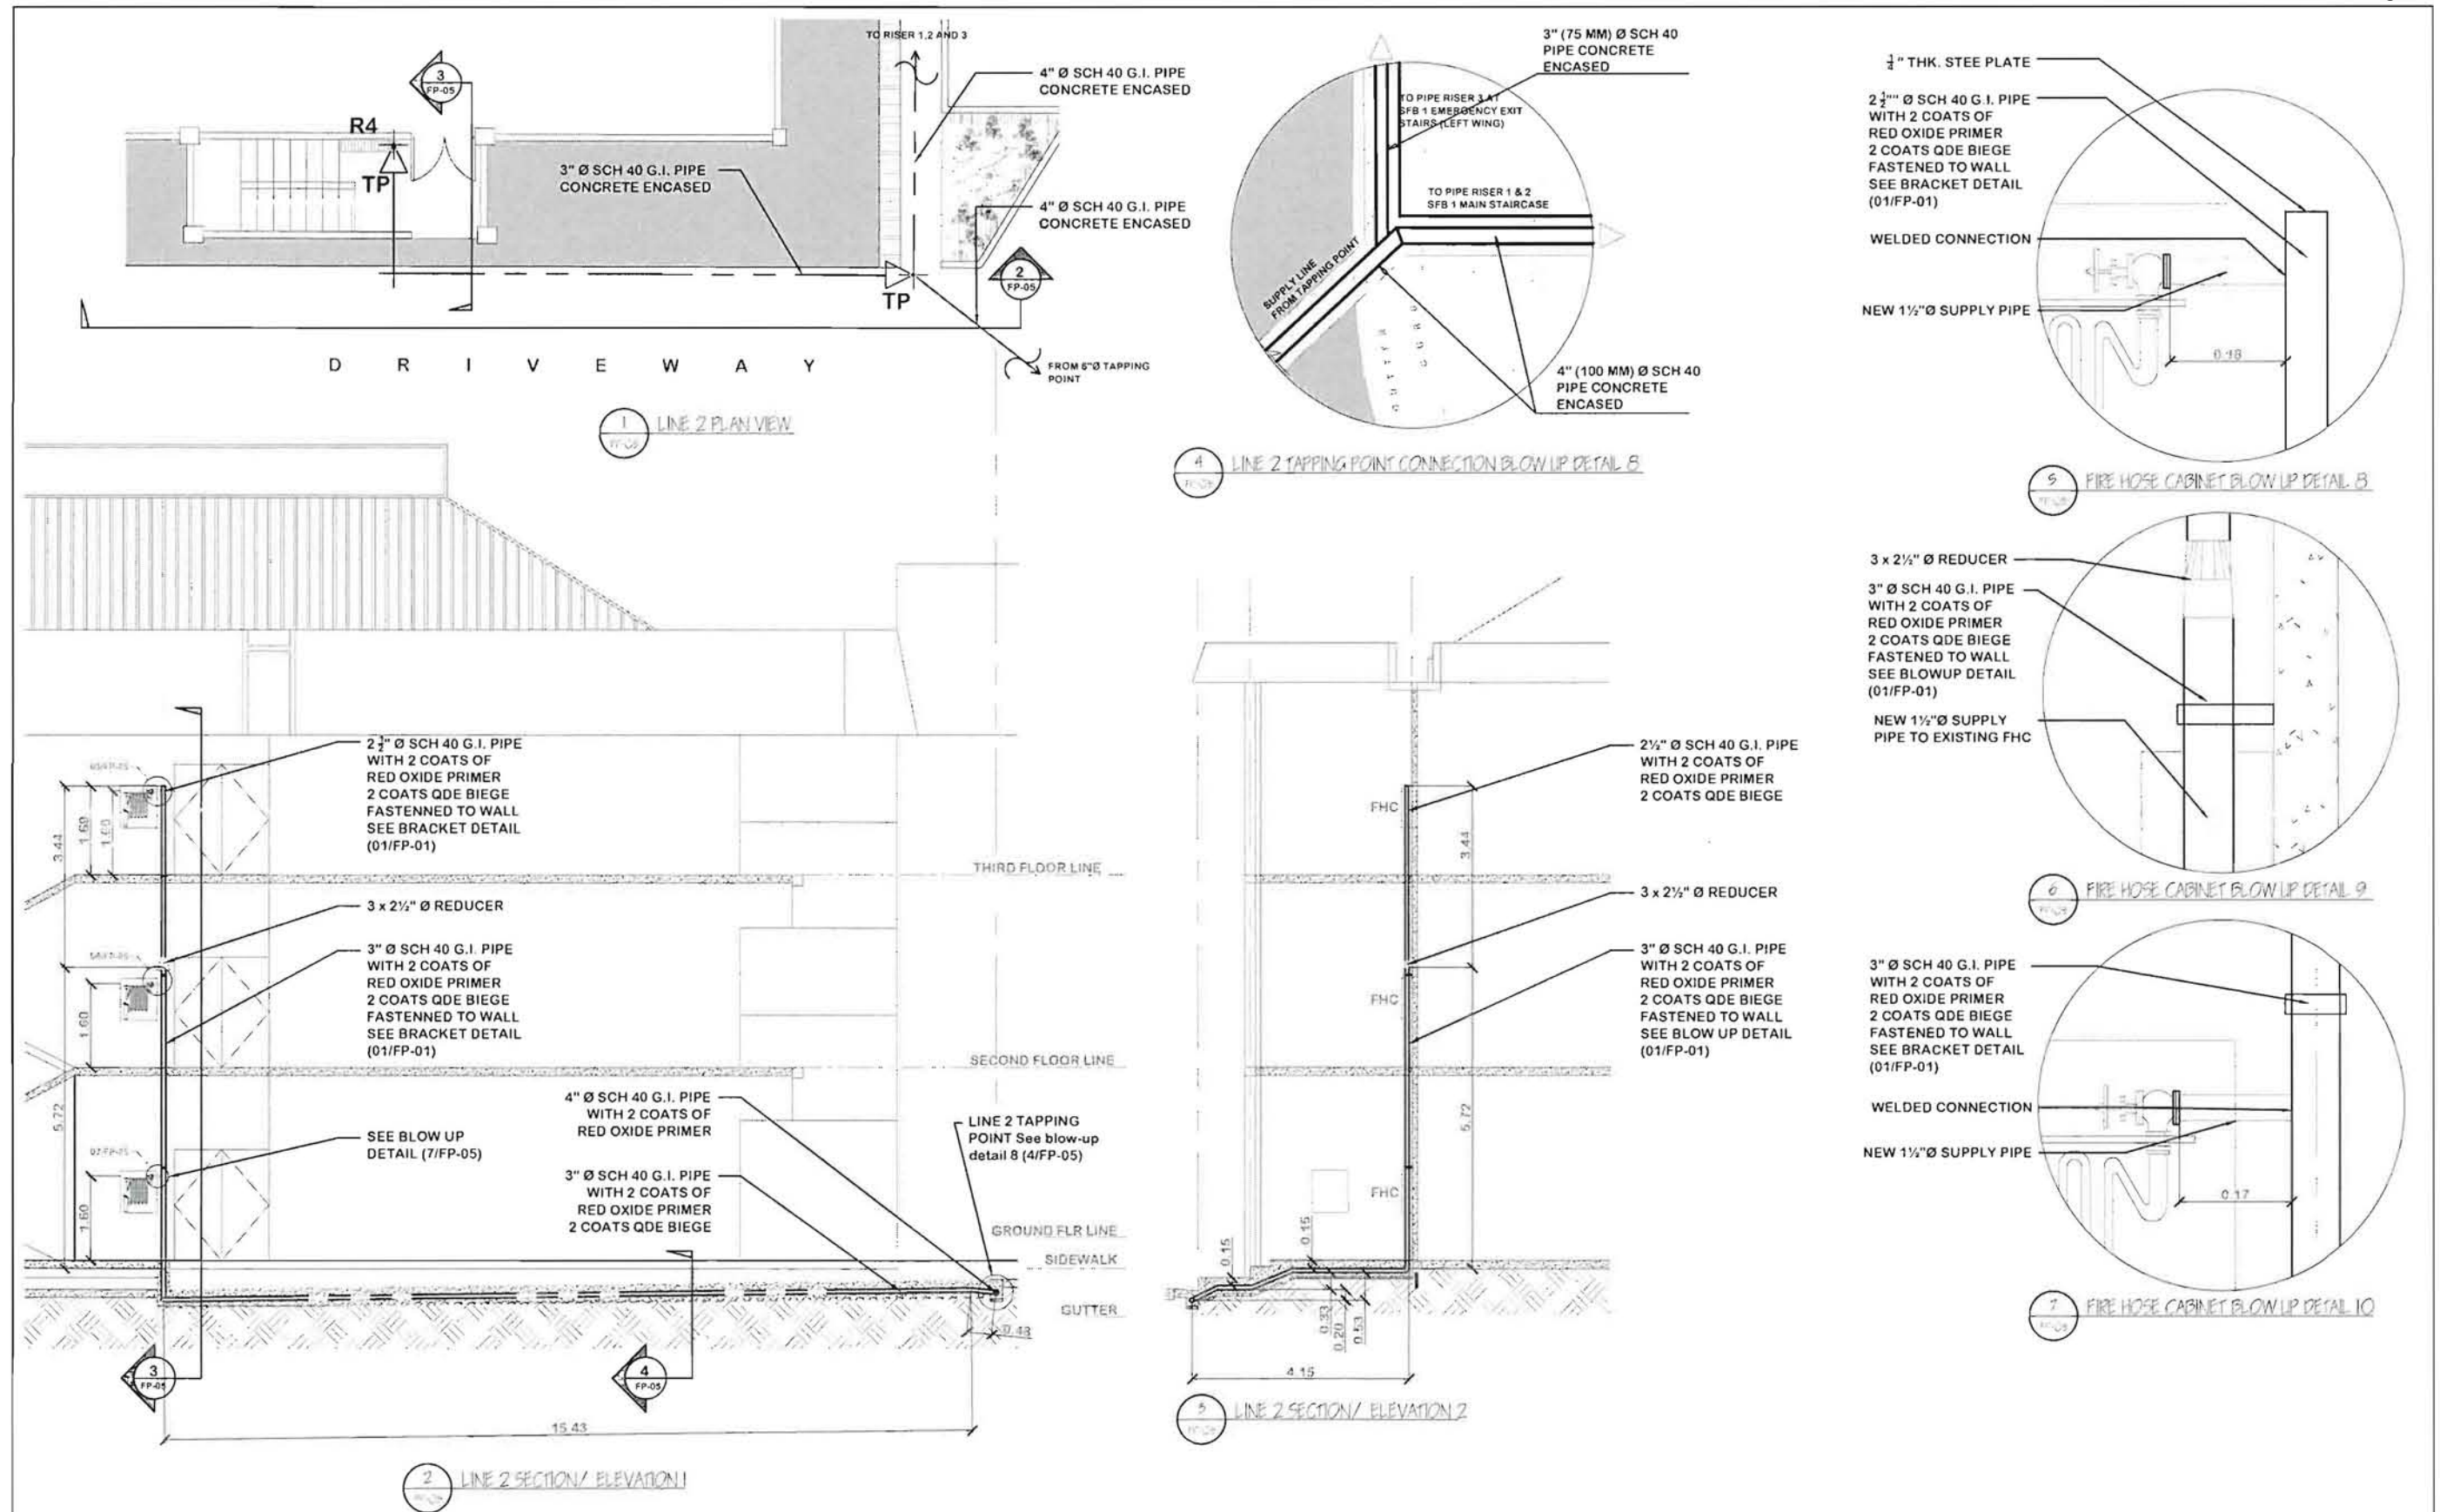 TO RISER 1,2 AND 3
3
FP-05
R4
TP
4" Ø SCH 40 G.I. PIPE
CONCRETE ENCASED
3" Ø SCH 40 G.I. PIPE
CONCRETE ENCASED
4" Ø SCH 40 G.I. PIPE
CONCRETE ENCASED
2
FP-05
TP
D R I V E W A Y
FROM 6"Ø TAPPING
POINT
1
LINE 2 PLAN VIEW
3" (75 MM) Ø SCH 40
PIPE CONCRETE
ENCASED
TO PIPE RISER 3 AT
SFB 1 EMERGENCY EXIT
STAIRS (LEFT WING)
TO PIPE RISER 1 & 2
SFB 1 MAIN STAIRCASE
SUPPLY LINE
FROM TAPPING POINT
4" (100 MM) Ø SCH 40
PIPE CONCRETE
ENCASED
4
LINE 2 TAPPING POINT CONNECTION BLOW UP DETAIL 8
¼" THK. STEE PLATE
2 ½"" Ø SCH 40 G.I. PIPE
WITH 2 COATS OF
RED OXIDE PRIMER
2 COATS QDE BIEGE
FASTENED TO WALL
SEE BRACKET DETAIL
(01/FP-01)
WELDED CONNECTION
NEW 1½"Ø SUPPLY PIPE
5
FIRE HOSE CABINET BLOW UP DETAIL 8
3 x 2½" Ø REDUCER
3" Ø SCH 40 G.I. PIPE
WITH 2 COATS OF
RED OXIDE PRIMER
2 COATS QDE BIEGE
FASTENED TO WALL
SEE BLOWUP DETAIL
(01/FP-01)
NEW 1½"Ø SUPPLY
PIPE TO EXISTING FHC
6
FIRE HOSE CABINET BLOW UP DETAIL 9
3" Ø SCH 40 G.I. PIPE
WITH 2 COATS OF
RED OXIDE PRIMER
2 COATS QDE BIEGE
FASTENED TO WALL
SEE BRACKET DETAIL
(01/FP-01)
WELDED CONNECTION
NEW 1½"Ø SUPPLY PIPE
0.17
7
FIRE HOSE CABINET BLOW UP DETAIL 10
2 ½" Ø SCH 40 G.I. PIPE
WITH 2 COATS OF
RED OXIDE PRIMER
2 COATS QDE BIEGE
FASTENNED TO WALL
SEE BRACKET DETAIL
(01/FP-01)
3.44
1.60
1.60
THIRD FLOOR LINE
3 x 2½" Ø REDUCER
3" Ø SCH 40 G.I. PIPE
WITH 2 COATS OF
RED OXIDE PRIMER
2 COATS QDE BIEGE
FASTENNED TO WALL
SEE BRACKET DETAIL
(01/FP-01)
1.60
SECOND FLOOR LINE
5.72
07/FP-05
SEE BLOW UP
DETAIL (7/FP-05)
4" Ø SCH 40 G.I. PIPE
WITH 2 COATS OF
RED OXIDE PRIMER
3" Ø SCH 40 G.I. PIPE
WITH 2 COATS OF
RED OXIDE PRIMER
2 COATS QDE BIEGE
LINE 2 TAPPING
POINT See blow-up
detail 8 (4/FP-05)
1.60
GROUND FLR LINE
SIDEWALK
GUTTER
0.43
3
FP-05
4
FP-05
15.43
2
LINE 2 SECTION/ ELEVATION 1
2½" Ø SCH 40 G.I. PIPE
WITH 2 COATS OF
RED OXIDE PRIMER
2 COATS QDE BIEGE
FHC
3.44
3 x 2½" Ø REDUCER
3" Ø SCH 40 G.I. PIPE
WITH 2 COATS OF
RED OXIDE PRIMER
2 COATS QDE BIEGE
FASTENED TO WALL
SEE BLOW UP DETAIL
(01/FP-01)
FHC
5.72
FHC
0.15
0.15
0.33
0.20
0.53
4.15
LINE 2 SECTION/ ELEVATION 2